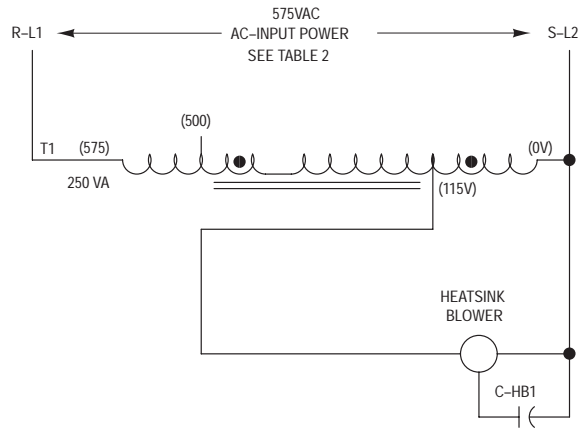 575VAC
R–L1 AC–INPUT POWER S–L2
SEE TABLE 2
(500)
T1 (575) (0V)
250 VA (115V)
HEATSINK
BLOWER
C–HB1